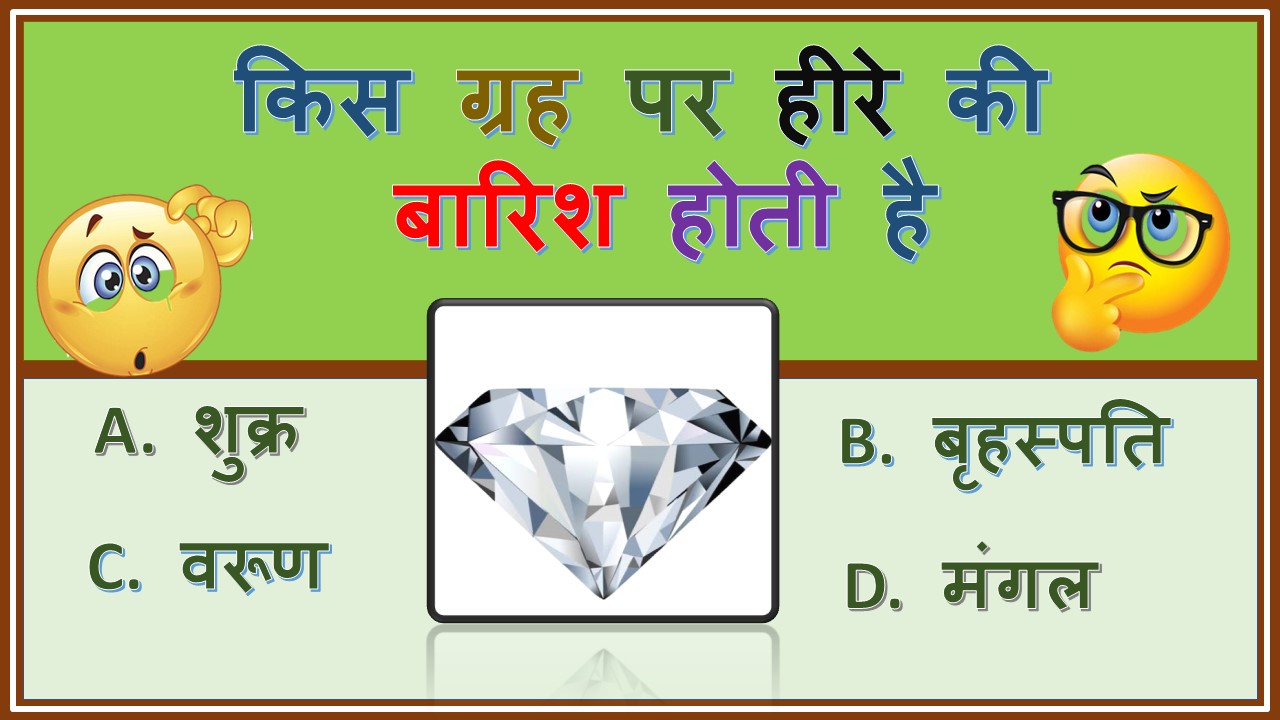 किस ग्रह पर हीरे की
बारिश होती है
A. शुक्र
B. बृहस्पति
C. वरूण
D. मंगल